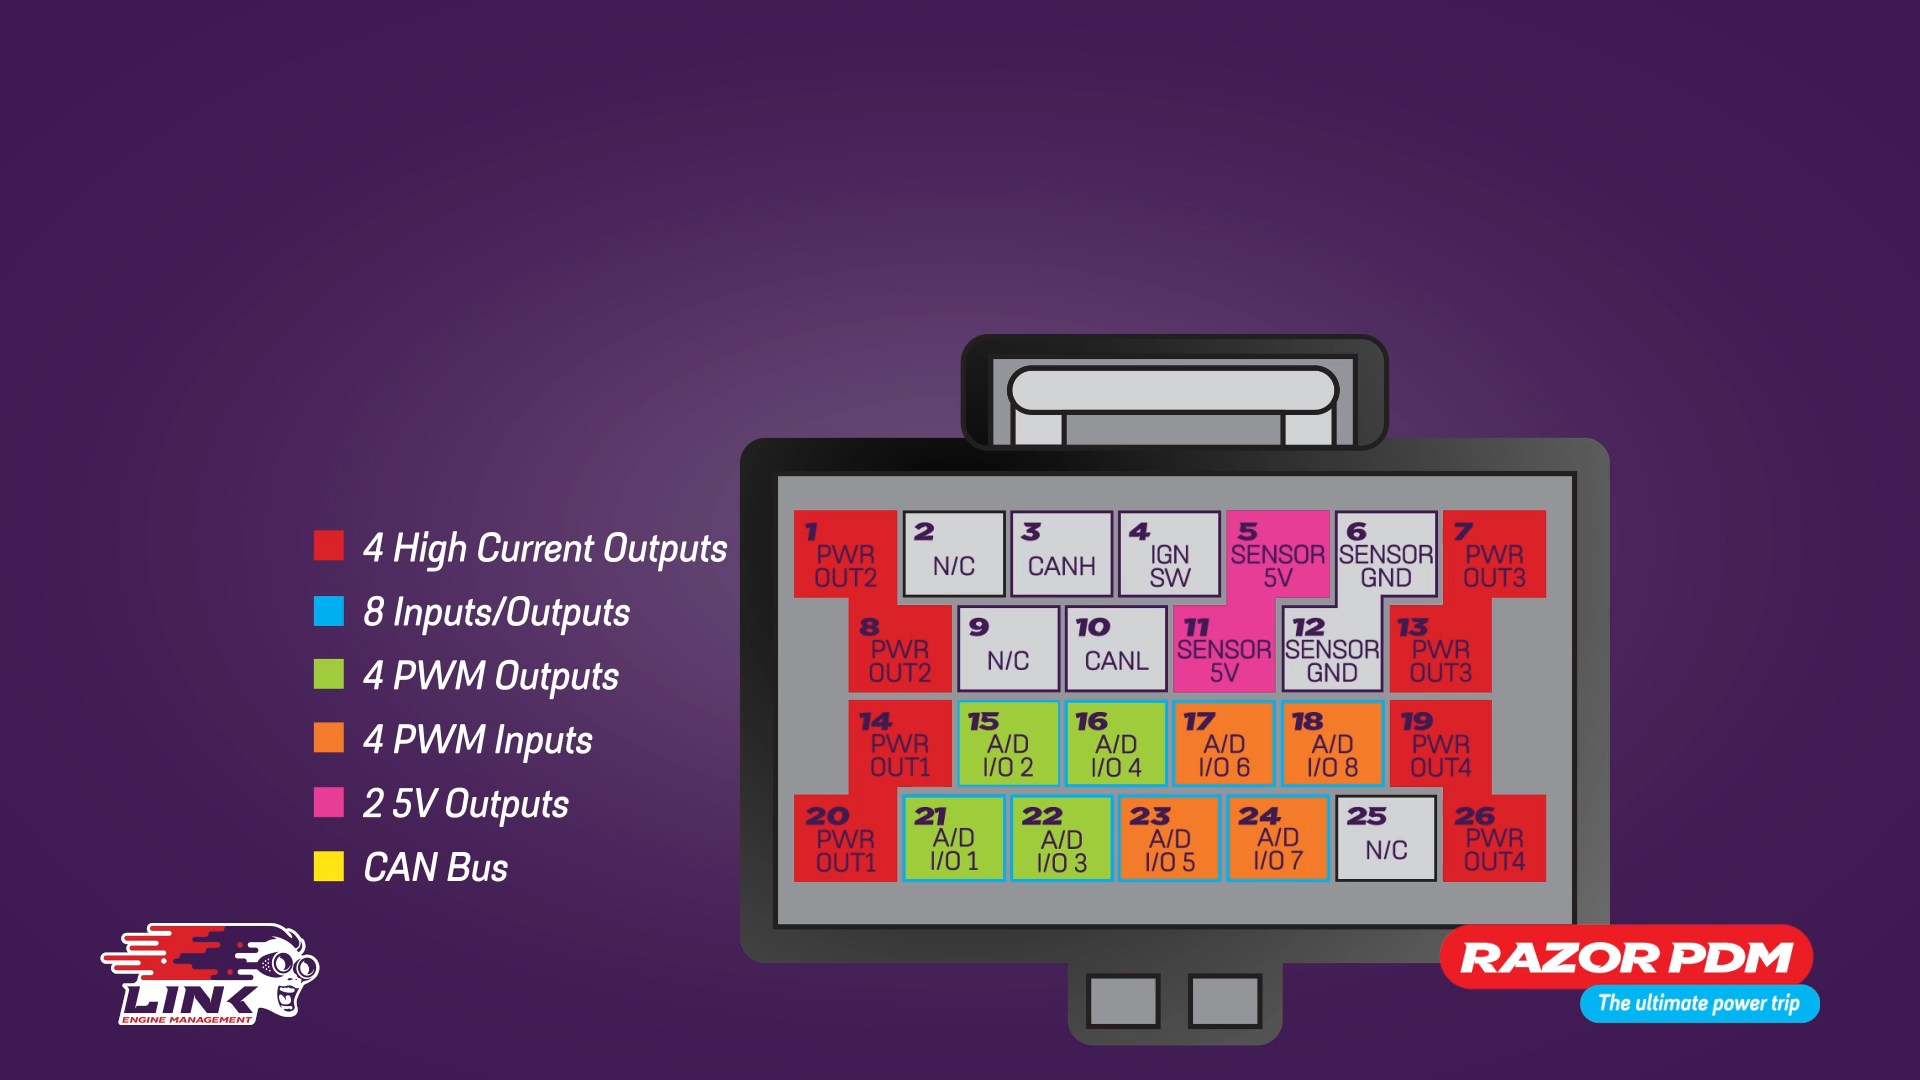 4 High Current Outputs
8 Inputs/Outputs
4 PWM Outputs
4 PWM Inputs
2 5V Outputs
CAN Bus
1
PWR
OUT2
2
N/C
3
CANH
4
IGN
SW
5
SENSOR
5V
6
SENSOR
GND
7
PWR
OUT3
8
PWR
OUT2
9
N/C
10
CANL
11
SENSOR
5V
12
SENSOR
GND
13
PWR
OUT3
14
PWR
OUT1
15
A/D
I/O 2
16
A/D
I/O 4
17
A/D
I/O 6
18
A/D
I/O 8
19
PWR
OUT4
20
PWR
OUT1
21
A/D
I/O 1
22
A/D
I/O 3
23
A/D
I/O 5
24
A/D
I/O 7
25
N/C
26
PWR
OUT4
LINK
ENGINE MANAGEMENT
RAZOR PDM
The ultimate power trip